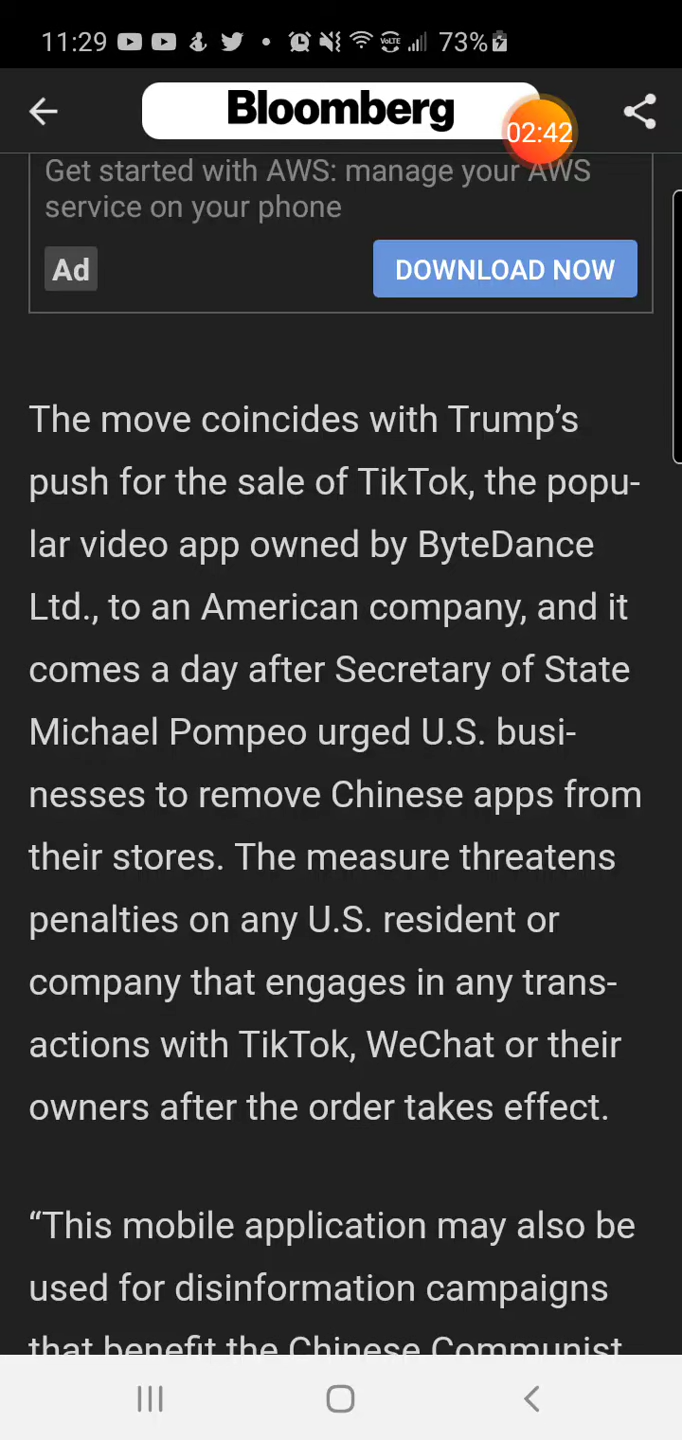 11:29 73%
Bloomberg
02:42
Get started with AWS: manage your AWS
service on your phone
Ad DOWNLOAD NOW
The move coincides with Trump’s
push for the sale of TikTok, the popu-
lar video app owned by ByteDance
Ltd., to an American company, and it
comes a day after Secretary of State
Michael Pompeo urged U.S. busi-
nesses to remove Chinese apps from
their stores. The measure threatens
penalties on any U.S. resident or
company that engages in any trans-
actions with TikTok, WeChat or their
owners after the order takes effect.
“This mobile application may also be
used for disinformation campaigns
that benefit the Chinese Communist